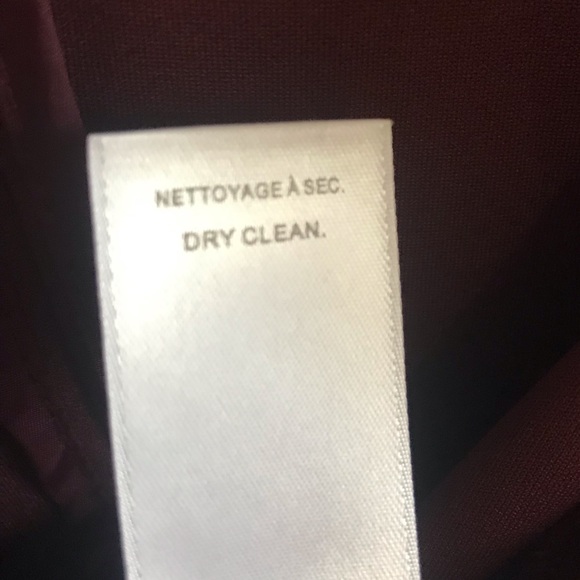 NETTOYAGE À SEC.
DRY CLEAN.